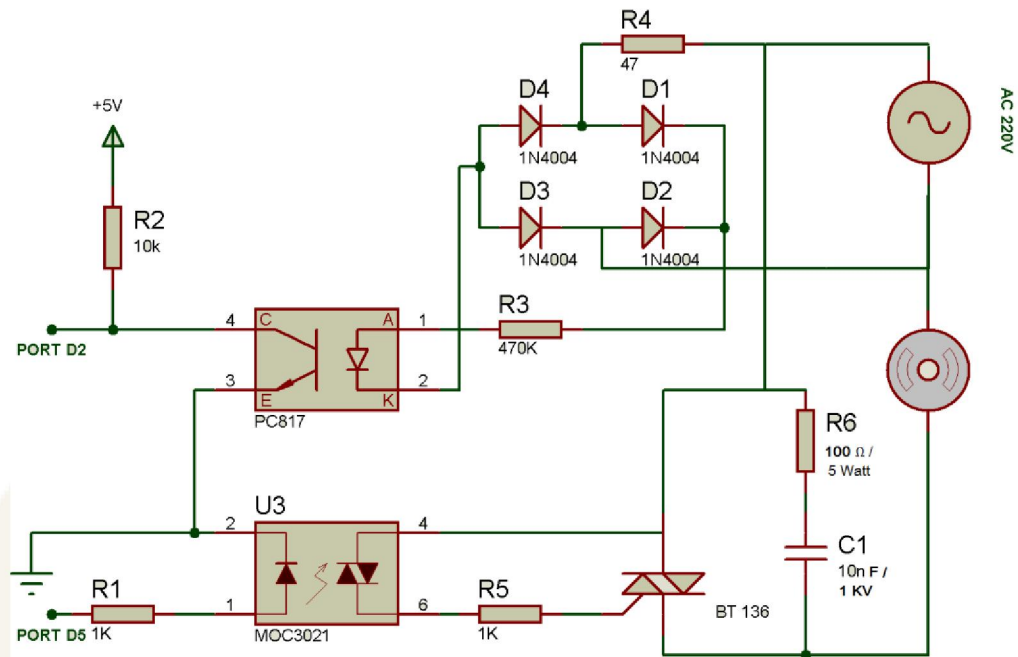 R4
47
D4
D1
1N4004
1N4004
D3
D2
1N4004
1N4004
AC 220V
+5V
R2
10k
PORT D2
4
C
A
1
R3
470K
3
E
K
2
PC817
R6
100 Ω /
5 Watt
U3
2
4
C1
10n F /
1 KV
R1
1
6
R5
BT 136
PORT D5
1K
MOC3021
1K